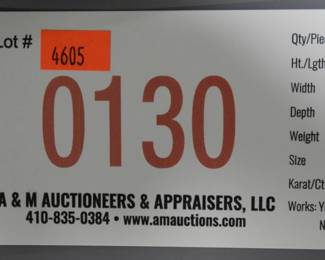 Lot #
4605
0130
A & M AUCTIONEERS & APPRAISERS, LLC
410-835-0384 • www.amauctions.com
Qty/Pie
Ht./Lgth
Width
Depth
Weight
Size
Karat/Ct
Works: Y
N